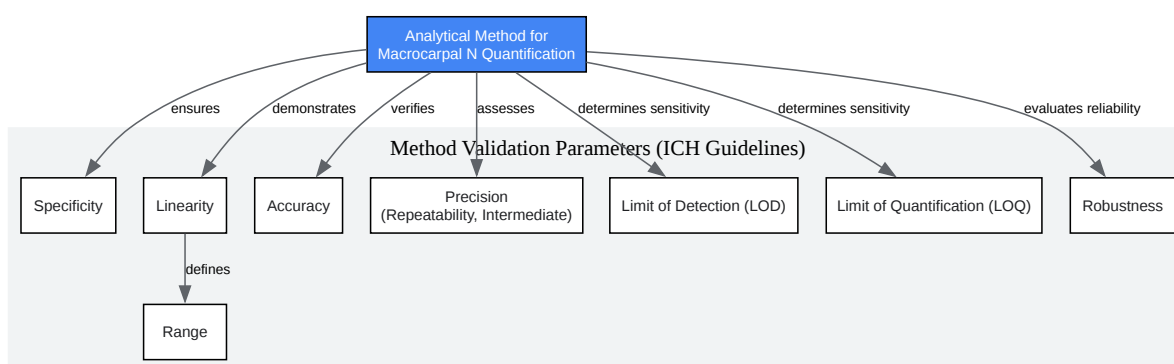 Analytical Method for
Macrocarpal N Quantification
ensures
demonstrates
verifies
assesses
determines sensitivity
determines sensitivity
evaluates reliability
Method Validation Parameters (ICH Guidelines)
Specificity
Linearity
Accuracy
Precision
(Repeatability, Intermediate)
Limit of Detection (LOD)
Limit of Quantification (LOQ)
Robustness
defines
Range